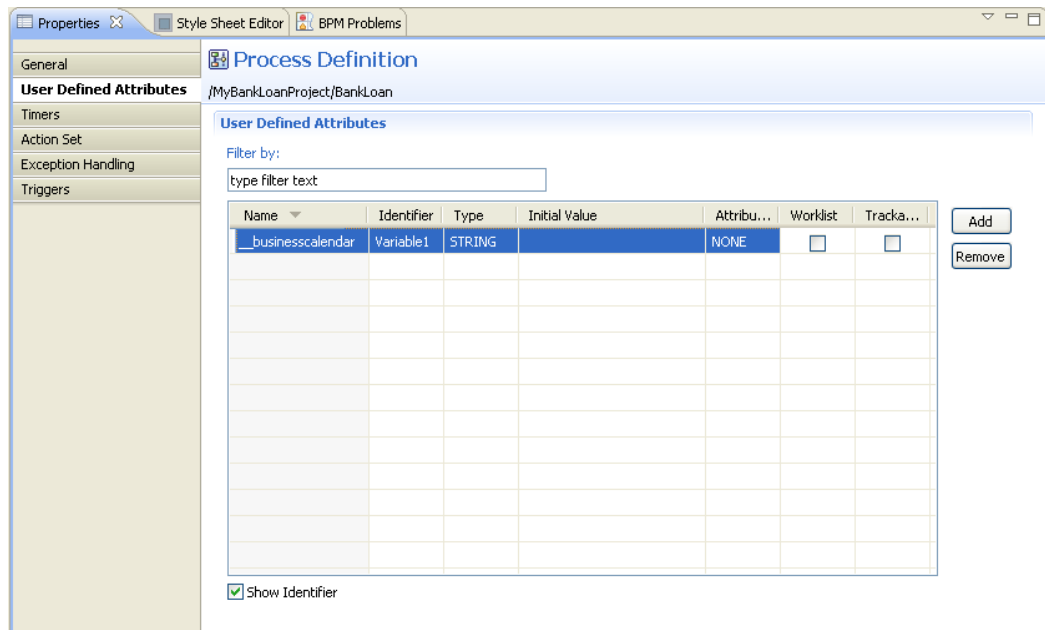 Properties Style Sheet Editor BPM Problems
General
User Defined Attributes
Timers
Action Set
Exception Handling
Triggers
Process Definition
/MyBankLoanProject/BankLoan
User Defined Attributes
Filter by:
type filter text
Name Identifier Type Initial Value Attribu... Worklist Tracka...
__businesscalendar Variable1 STRING NONE
Add
Remove
Show Identifier